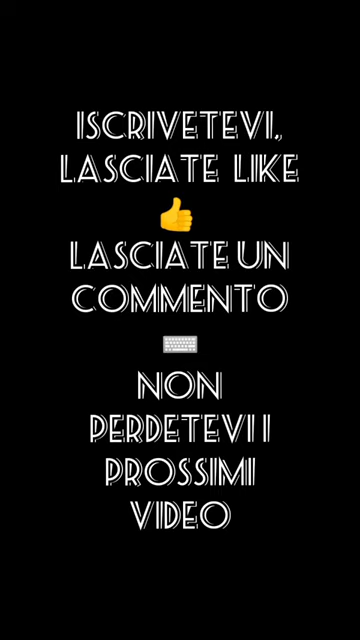 ISCRIVETEVI,
LASCIATE LIKE
👍
LASCIATE UN
COMMENTO
⌨️
NON
PERDETEVI I
PROSSIMI
VIDEO